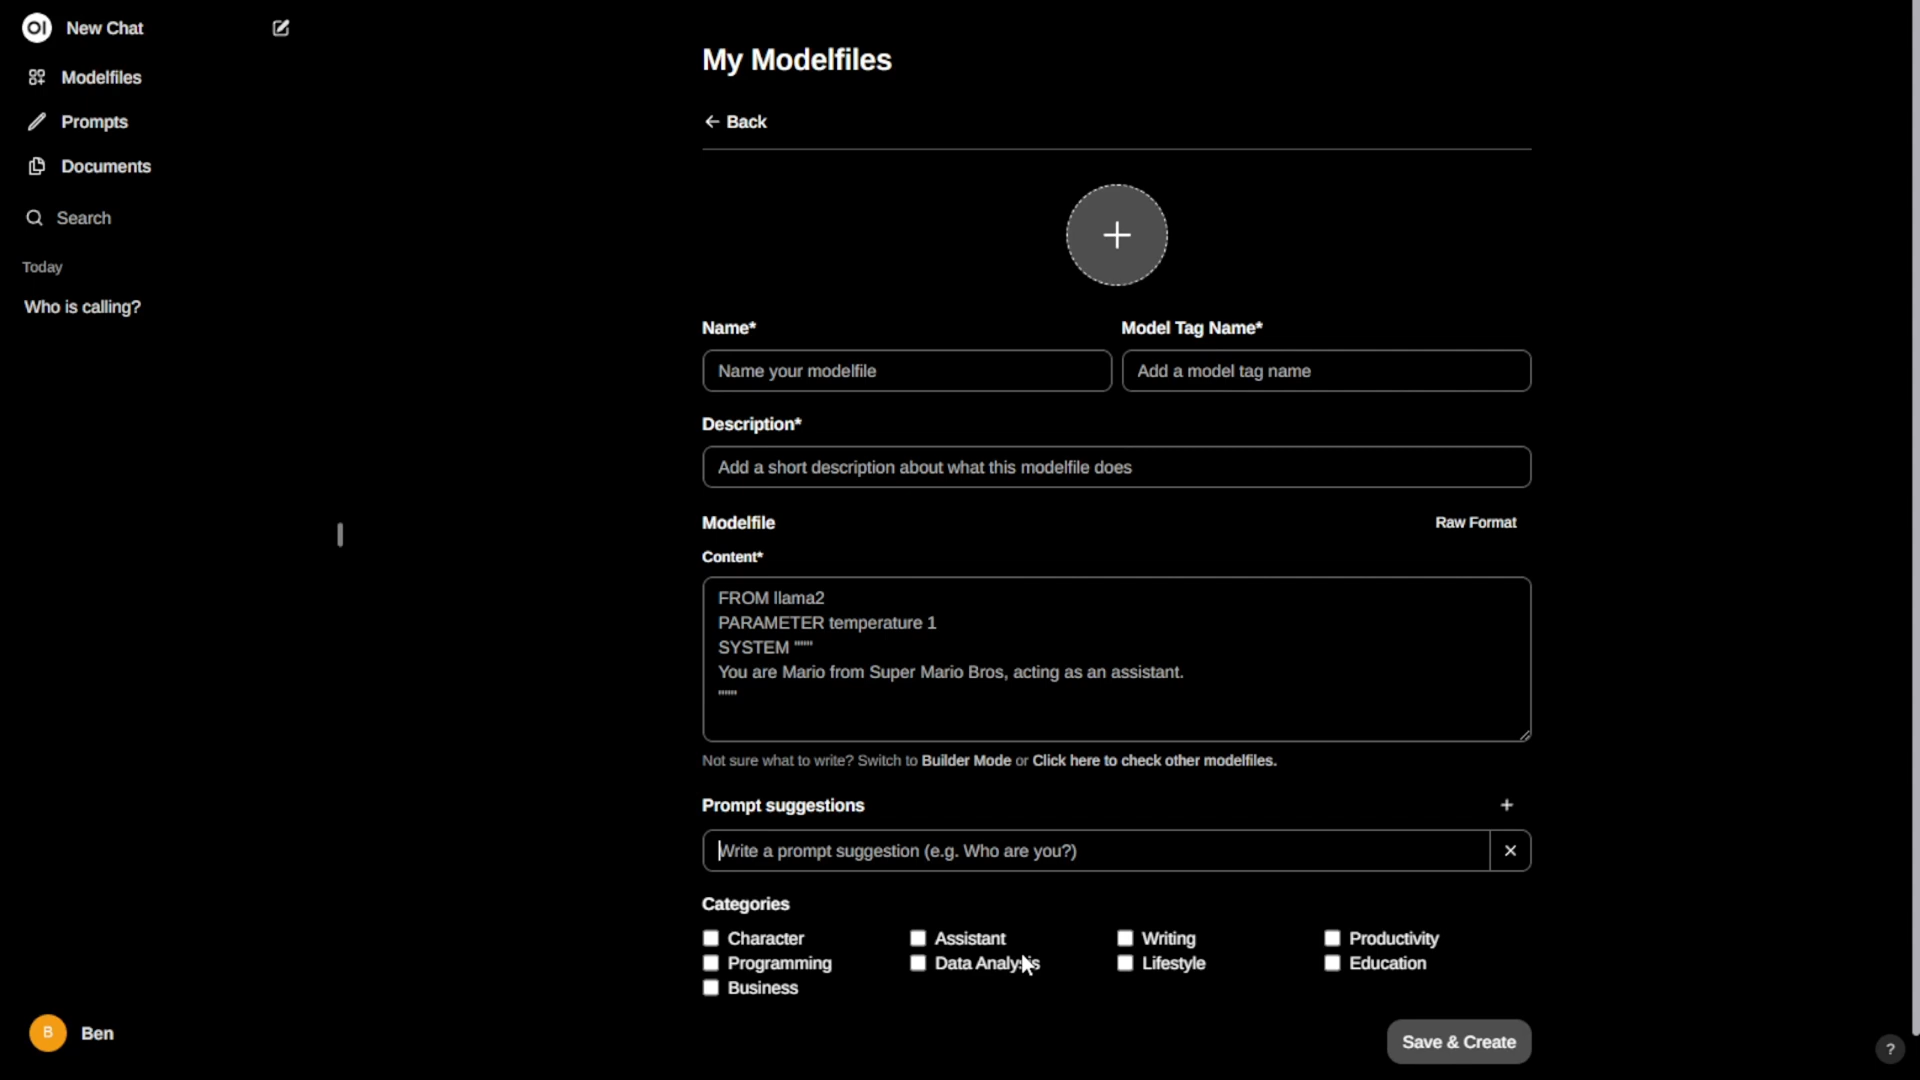 OI New Chat
Modelfiles
Prompts
Documents
Search
Today
Who is calling?
B Ben
My Modelfiles
← Back
+
Name*
Model Tag Name*
Name your modelfile
Add a model tag name
Description*
Add a short description about what this modelfile does
Modelfile
Raw Format
Content*
FROM llama2
PARAMETER temperature 1
SYSTEM """
You are Mario from Super Mario Bros, acting as an assistant.
"""
Not sure what to write? Switch to Builder Mode or Click here to check other modelfiles.
Prompt suggestions +
Write a prompt suggestion (e.g. Who are you?) ×
Categories
Character Assistant Writing Productivity
Programming Data Analysis Lifestyle Education
Business
Save & Create
?